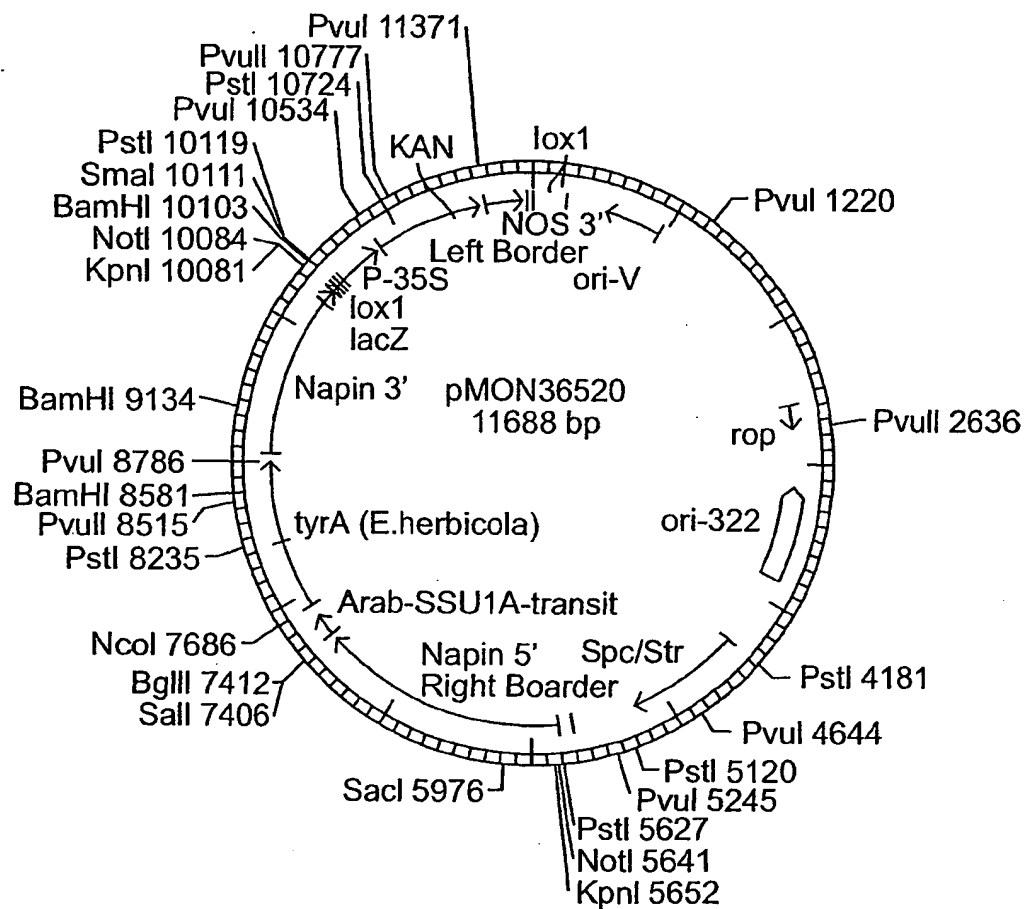 PvuI 11371
PvuII 10777
PstI 10724
PvuI 10534
PstI 10119
SmaI 10111
BamHI 10103
NotI 10084
KpnI 10081
KAN
lox1
NOS 3'
Left Border
P-35S
ori-V
lox1
lacZ
PvuI 1220
Napin 3'
pMON36520
11688 bp
BamHI 9134
rop
PvuII 2636
PvuI 8786
BamHI 8581
PvuII 8515
PstI 8235
tyrA (E.herbicola)
ori-322
Arab-SSU1A-transit
NcoI 7686
BglII 7412
SalI 7406
Napin 5'
Right Boarder
Spc/Str
PstI 4181
PvuI 4644
PstI 5120
PvuI 5245
SacI 5976
PstI 5627
NotI 5641
KpnI 5652